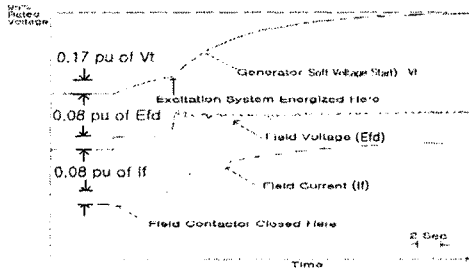 95%
Rated
Voltage
0.17 pu of Vt
Generator Soft Voltage Start) Vt
Excitation System Energized Here
0.08 pu of Efd
Field Voltage (Efd)
0.08 pu of If
Field Current (If)
Field Contactor Closed Here
2 Sec
Time